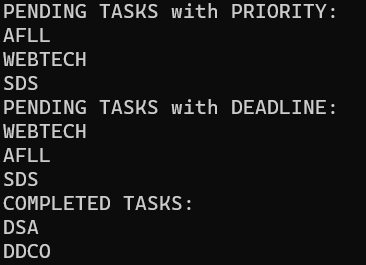 PENDING TASKS with PRIORITY:
AFLL
WEBTECH
SDS
PENDING TASKS with DEADLINE:
WEBTECH
AFLL
SDS
COMPLETED TASKS:
DSA
DDCO